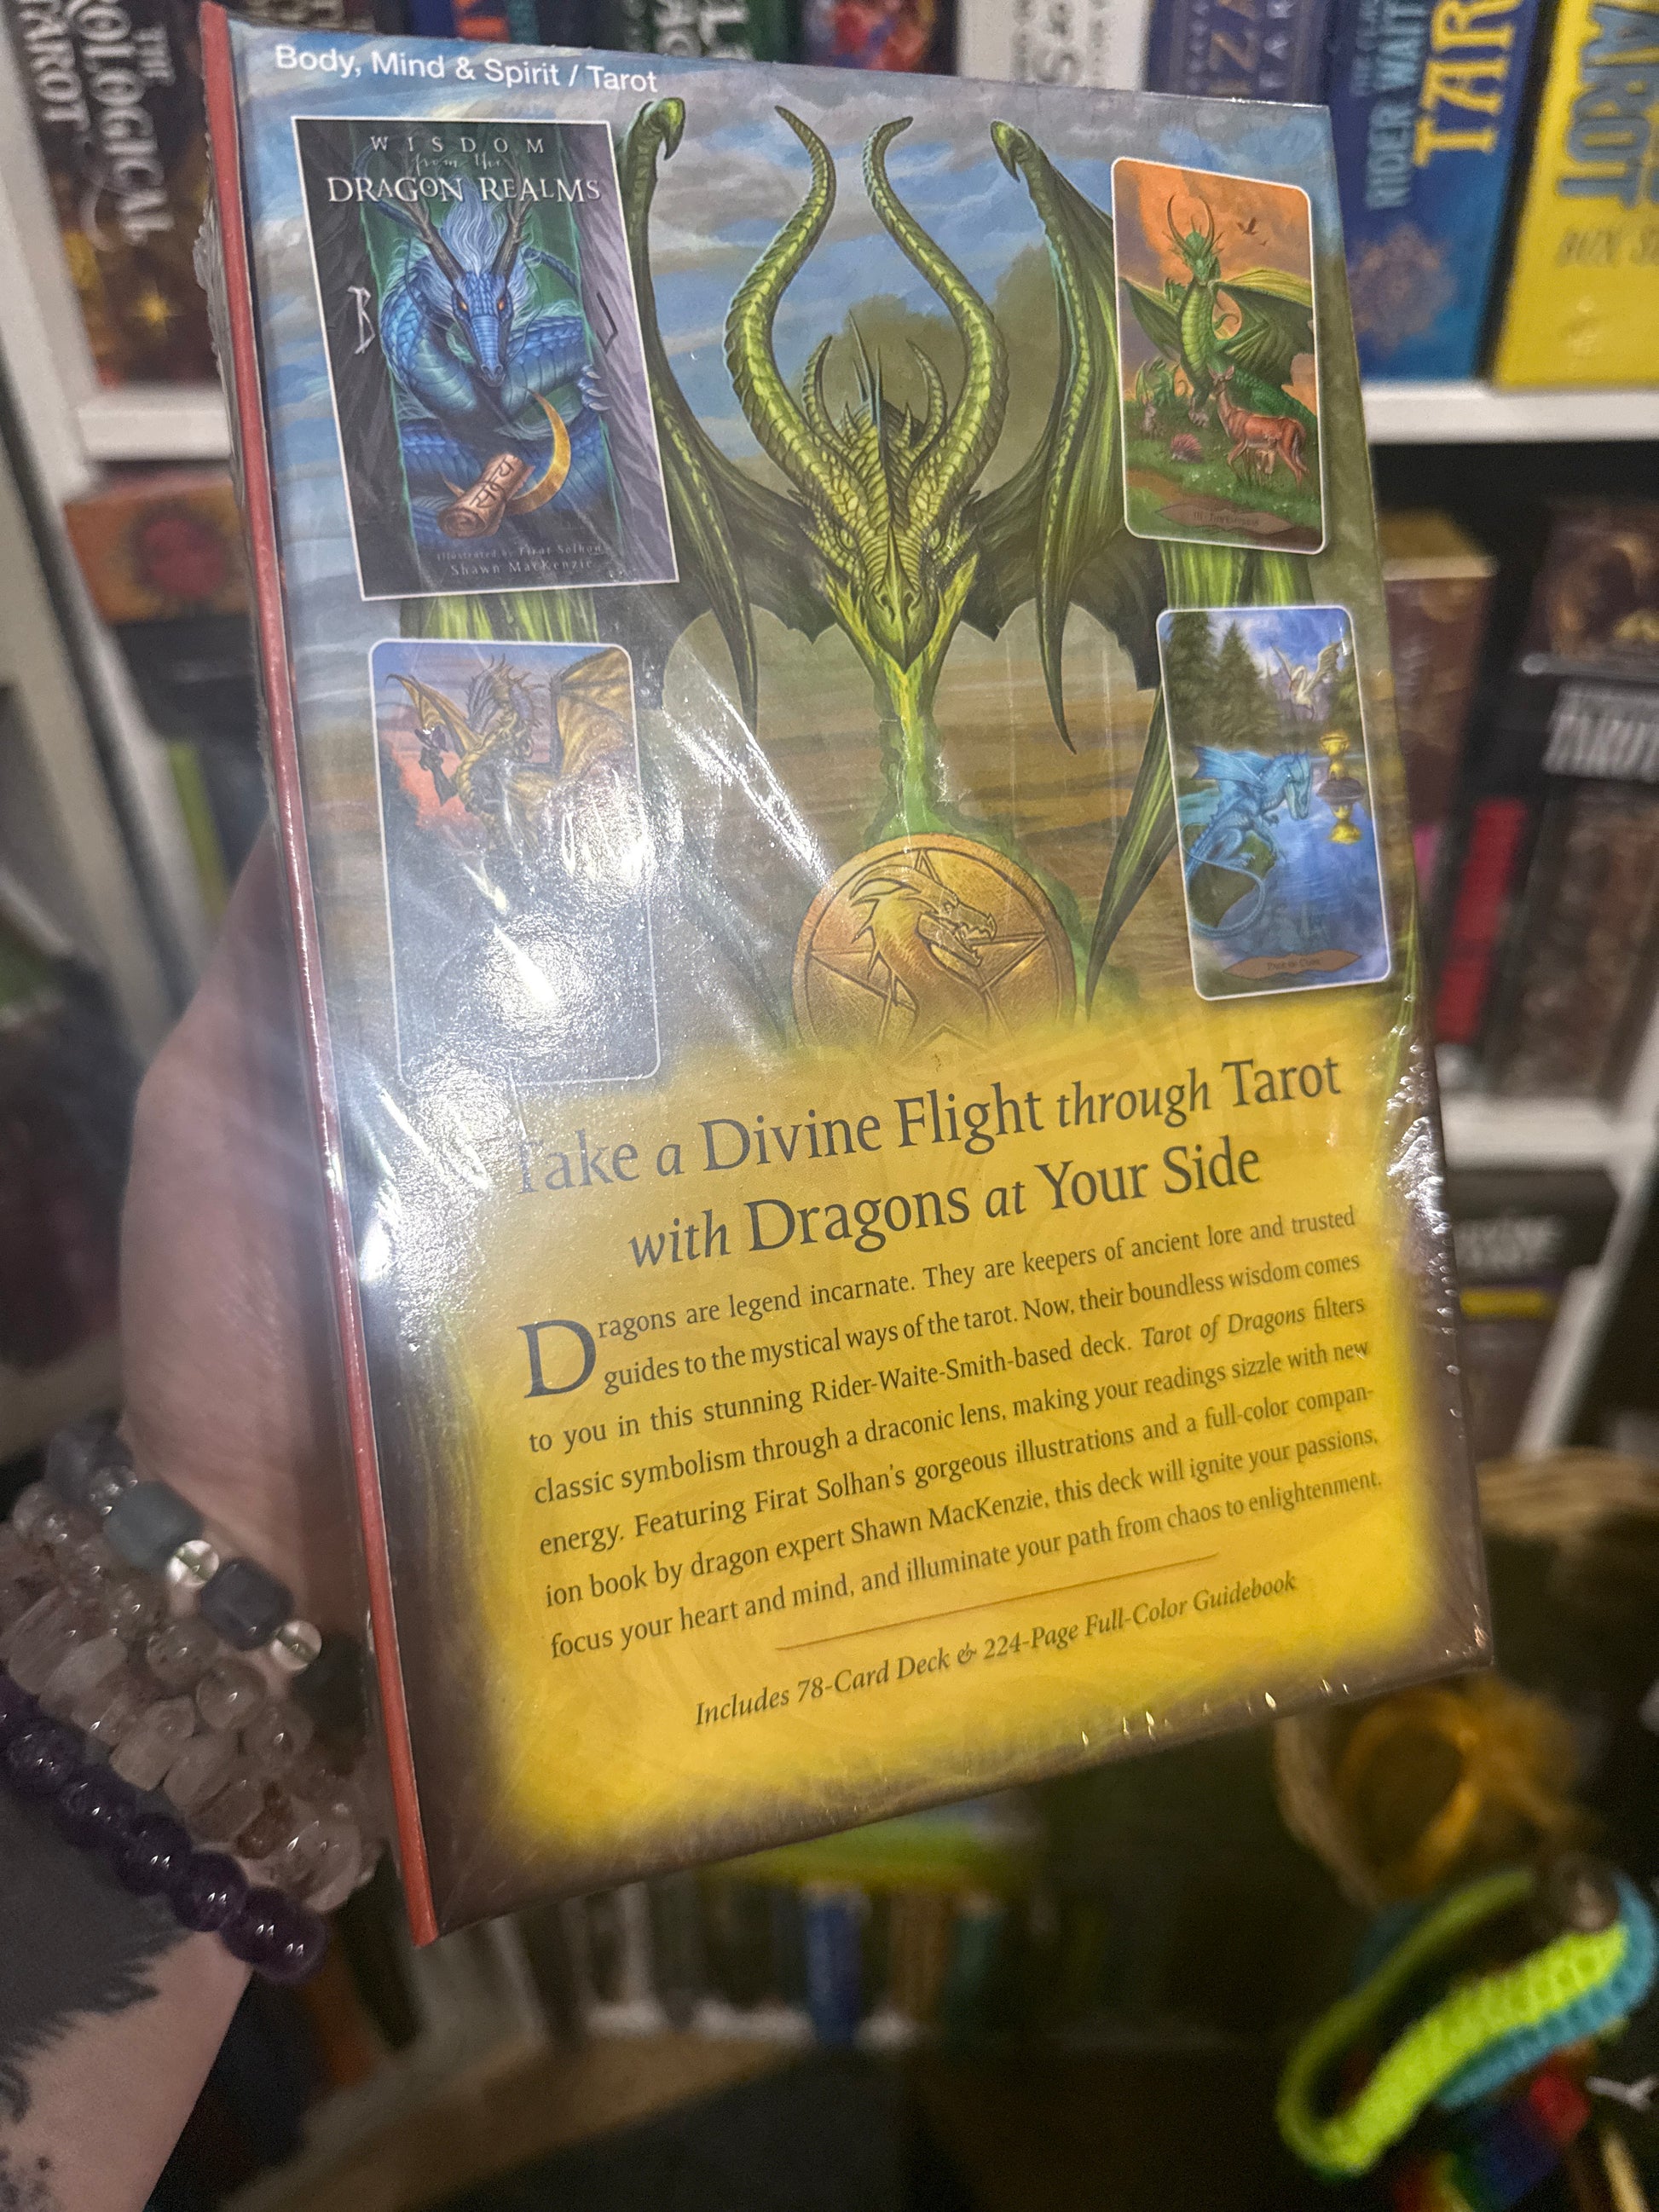 THE
TAROT
RIDER WAITE
TAR
TAROT
Body, Mind & Spirit / Tarot
WISDOM
from the
DRAGON REALMS
Illustrated by Firat Solhan
Shawn MacKenzie
Take a Divine Flight through Tarot
with Dragons at Your Side
Dragons are legend incarnate. They are keepers of ancient lore and trusted
guides to the mystical ways of the tarot. Now, their boundless wisdom comes
to you in this stunning Rider-Waite-Smith-based deck. Tarot of Dragons filters
classic symbolism through a draconic lens, making your readings sizzle with new
energy. Featuring Firat Solhan's gorgeous illustrations and a full-color compan-
ion book by dragon expert Shawn MacKenzie, this deck will ignite your passions,
focus your heart and mind, and illuminate your path from chaos to enlightenment.
Includes 78-Card Deck & 224-Page Full-Color Guidebook